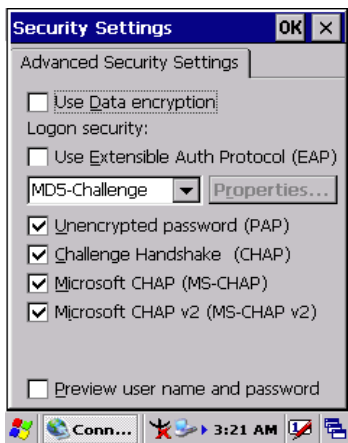 Security Settings OK ×
Advanced Security Settings
Use Data encryption
Logon security:
Use Extensible Auth Protocol (EAP)
MD5-Challenge Properties...
Unencrypted password (PAP)
Challenge Handshake (CHAP)
Microsoft CHAP (MS-CHAP)
Microsoft CHAP v2 (MS-CHAP v2)
Preview user name and password
Conn... 3:21 AM